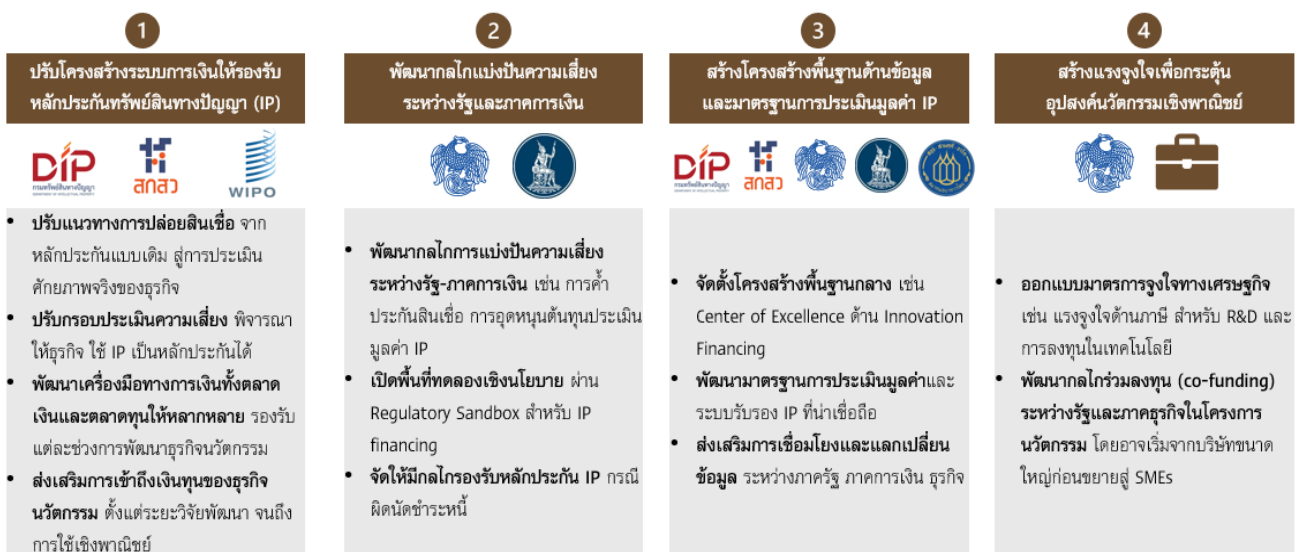 1
ปรับโครงสร้างระบบการเงินให้รองรับ
หลักประกันทรัพย์สินทางปัญญา (IP)
DIP
กรมทรัพย์สินทางปัญญา
DEPARTMENT OF INTELLECTUAL PROPERTY
สกสว
WIPO
• ปรับแนวทางการปล่อยสินเชื่อ จาก
หลักประกันแบบเดิม สู่การประเมิน
ศักยภาพจริงของธุรกิจ
• ปรับกรอบประเมินความเสี่ยง พิจารณา
ให้ธุรกิจ ใช้ IP เป็นหลักประกันได้
• พัฒนาเครื่องมือทางการเงินทั้งตลาด
เงินและตลาดทุนให้หลากหลาย รองรับ
แต่ละช่วงการพัฒนาธุรกิจนวัตกรรม
• ส่งเสริมการเข้าถึงเงินทุนของธุรกิจ
นวัตกรรม ตั้งแต่ระยะวิจัยพัฒนา จนถึง
การใช้เชิงพาณิชย์
2
พัฒนากลไกแบ่งปันความเสี่ยง
ระหว่างรัฐและภาคการเงิน
• พัฒนากลไกการแบ่งปันความเสี่ยง
ระหว่างรัฐ-ภาคการเงิน เช่น การค้ำ
ประกันสินเชื่อ การอุดหนุนต้นทุนประเมิน
มูลค่า IP
• เปิดพื้นที่ทดลองเชิงนโยบาย ผ่าน
Regulatory Sandbox สำหรับ IP
financing
• จัดให้มีกลไกรองรับหลักประกัน IP กรณี
ผิดนัดชำระหนี้
3
สร้างโครงสร้างพื้นฐานด้านข้อมูล
และมาตรฐานการประเมินมูลค่า IP
DIP
กรมทรัพย์สินทางปัญญา
DEPARTMENT OF INTELLECTUAL PROPERTY
สกสว
• จัดตั้งโครงสร้างพื้นฐานกลาง เช่น
Center of Excellence ด้าน Innovation
Financing
• พัฒนามาตรฐานการประเมินมูลค่าและ
ระบบรับรอง IP ที่น่าเชื่อถือ
• ส่งเสริมการเชื่อมโยงและแลกเปลี่ยน
ข้อมูล ระหว่างภาครัฐ ภาคการเงิน ธุรกิจ
4
สร้างแรงจูงใจเพื่อกระตุ้น
อุปสงค์นวัตกรรมเชิงพาณิชย์
• ออกแบบมาตรการจูงใจทางเศรษฐกิจ
เช่น แรงจูงใจด้านภาษี สำหรับ R&D และ
การลงทุนในเทคโนโลยี
• พัฒนากลไกร่วมลงทุน (co-funding)
ระหว่างรัฐและภาคธุรกิจในโครงการ
นวัตกรรม โดยอาจเริ่มจากบริษัทขนาด
ใหญ่ก่อนขยายสู่ SMEs